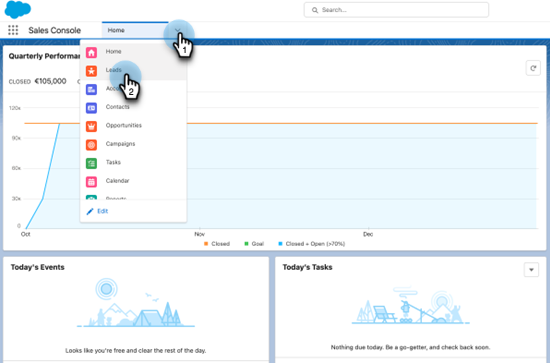 Search...
Sales Console
Home
1
Quarterly Performa
CLOSED €105,000
Home
Leads
2
Contacts
Opportunities
Campaigns
Tasks
Calendar
Edit
120K
90K
60K
30K
0
Oct
Nov
Dec
Closed
Goal
Closed + Open (>70%)
Today's Events
Looks like you're free and clear the rest of the day.
Today's Tasks
Nothing due today. Be a go-getter, and check back soon.